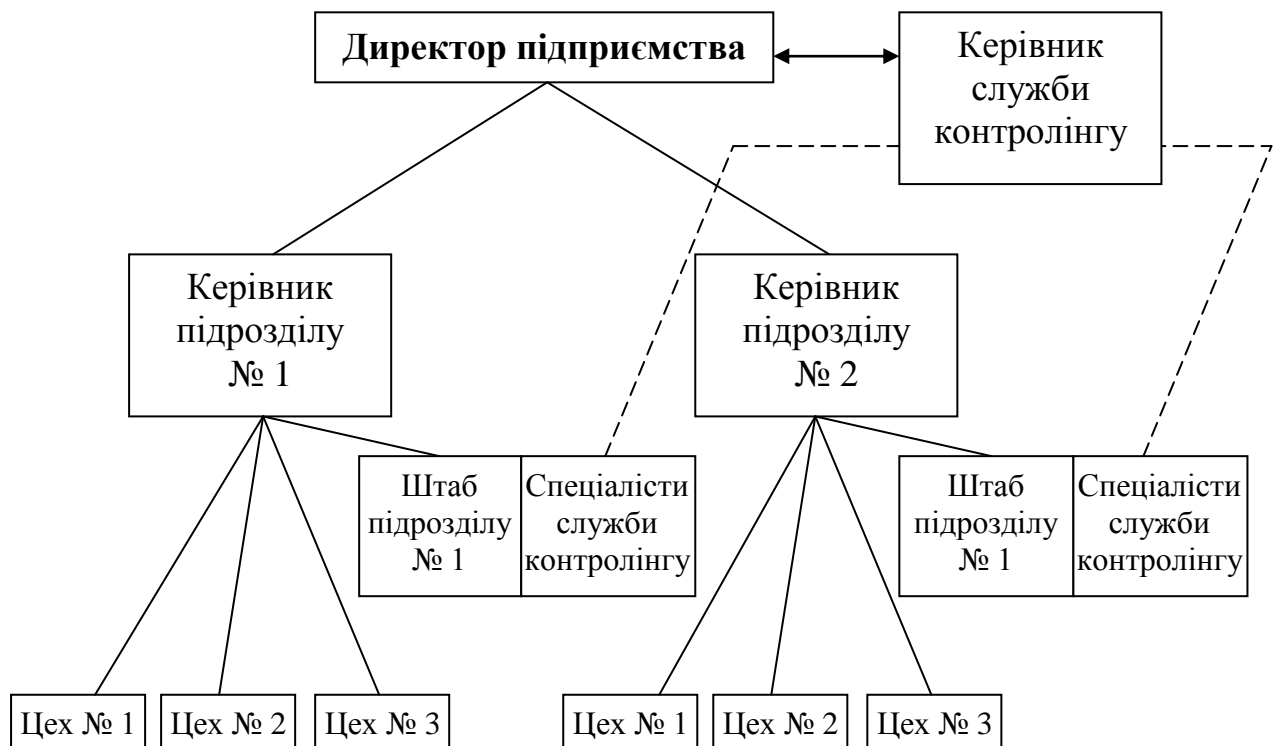 Директор підприємства
Керівник
служби
контролінгу
Керівник
підрозділу
№ 1
Керівник
підрозділу
№ 2
Штаб
підрозділу
№ 1
Спеціалісти
служби
контролінгу
Штаб
підрозділу
№ 1
Спеціалісти
служби
контролінгу
Цех № 1
Цех № 2
Цех № 3
Цех № 1
Цех № 2
Цех № 3